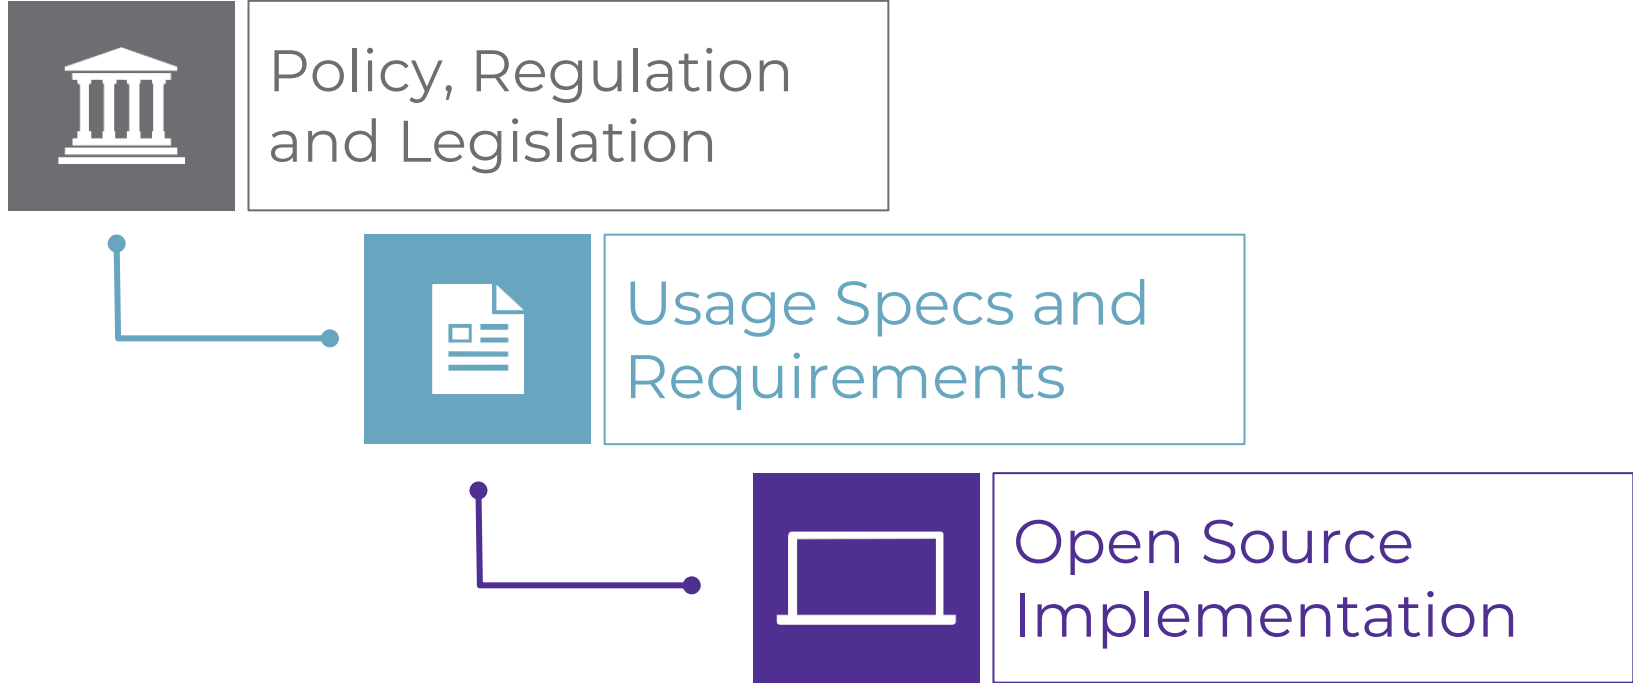 Policy, Regulation
and Legislation
Usage Specs and
Requirements
Open Source
Implementation